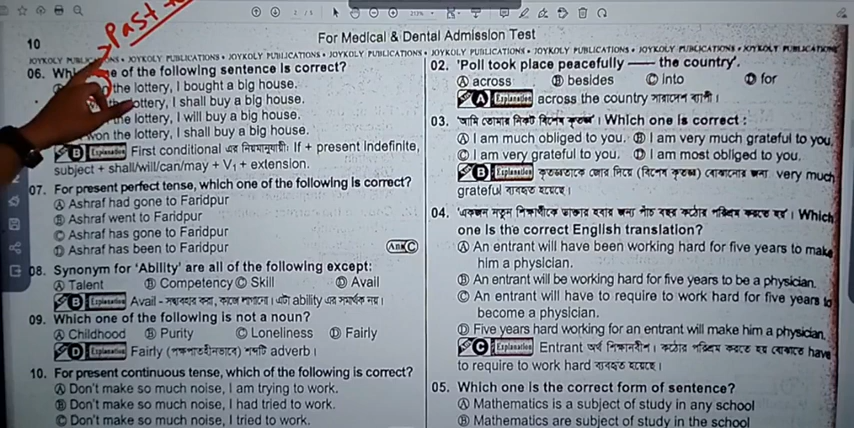 Past
10
For Medical & Dental Admission Test
JOYKOLY PUBLICATIONS • JOYKOLY PUBLICATIONS • JOYKOLY PUBLICATIONS • JOYKOLY PUBLICATIONS • JOYKOLY PUBLICATIONS • JOYKOLY PUBLICATIONS • JOYKOLY PUBLICATIONS • JOYKOLY PUBLICATIONS
06. of the following sentence is correct?
the lottery, I bought a big house.
lottery, I shall buy a big house.
the lottery, I will buy a big house.
won the lottery, I shall buy a big house.
B Explanation First conditional এর নিয়মানুযায়ী: If + present indefinite,
subject + shall/will/can/may + V₁ + extension.
07. For present perfect tense, which one of the following is correct?
Ⓐ Ashraf had gone to Faridpur
Ⓑ Ashraf went to Faridpur
Ⓒ Ashraf has gone to Faridpur
Ⓓ Ashraf has been to Faridpur
Ans C
08. Synonym for 'Ability' are all of the following except:
Ⓐ Talent Ⓑ Competency Ⓒ Skill Ⓓ Avail
B Explanation Avail - সদ্ব্যবহার করা, কাজে লাগানো। এটা ability এর সমার্থক নয়।
09. Which one of the following is not a noun?
Ⓐ Childhood Ⓑ Purity Ⓒ Loneliness Ⓓ Fairly
D Explanation Fairly (পক্ষপাতহীনভাবে) শব্দটি adverb।
10. For present continuous tense, which of the following is correct?
Ⓐ Don't make so much noise, I am trying to work.
Ⓑ Don't make so much noise, I had tried to work.
Ⓒ Don't make so much noise, I tried to work.
02. 'Poll took place peacefully —— the country'.
Ⓐ across Ⓑ besides Ⓒ into Ⓓ for
A Explanation across the country সারাদেশ ব্যাপী।
03. 'আমি তোমার নিকট বিশেষ কৃতজ্ঞ'। Which one is correct :
Ⓐ I am much obliged to you. Ⓑ I am very much grateful to you.
Ⓒ I am very grateful to you. Ⓓ I am most obliged to you.
B Explanation কৃতজ্ঞতাকে জোর দিয়ে (বিশেষ কৃতজ্ঞ) বোঝানোর জন্য very much
grateful ব্যবহৃত হয়েছে।
04. 'একজন নতুন শিক্ষার্থীকে ডাক্তার হবার জন্য পাঁচ বছর কঠোর পরিশ্রম করতে হয়'। Which
one is the correct English translation?
Ⓐ An entrant will have been working hard for five years to make
him a physician.
Ⓑ An entrant will be working hard for five years to be a physician.
Ⓒ An entrant will have to require to work hard for five years to
become a physician.
Ⓓ Five years hard working for an entrant will make him a physician.
C Explanation Entrant অর্থ শিক্ষানবীশ। কঠোর পরিশ্রম করতে হয় বোঝাতে have
to require to work hard ব্যবহৃত হয়েছে।
05. Which one is the correct form of sentence?
Ⓐ Mathematics is a subject of study in any school
Ⓑ Mathematics are subject of study in the school